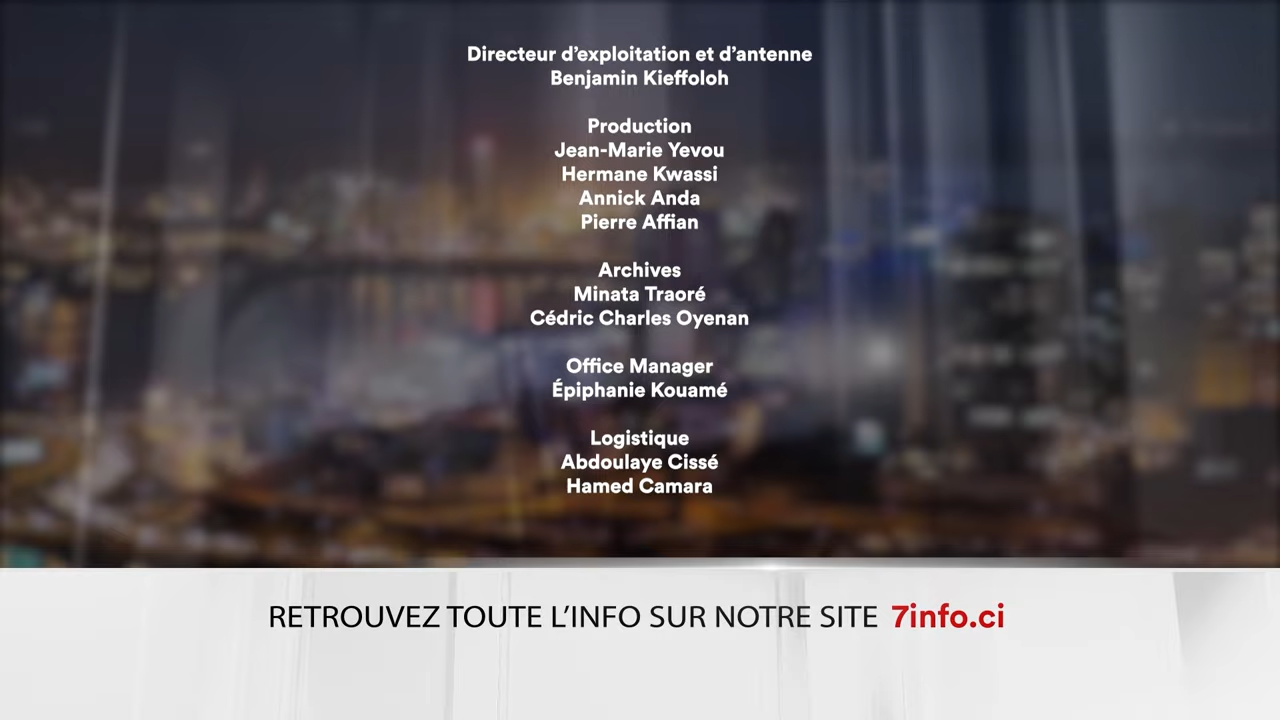 Directeur d’exploitation et d’antenne
Benjamin Kieffoloh
Production
Jean-Marie Yevou
Hermane Kwassi
Annick Anda
Pierre Affian
Archives
Minata Traoré
Cédric Charles Oyenan
Office Manager
Épiphanie Kouamé
Logistique
Abdoulaye Cissé
Hamed Camara
RETROUVEZ TOUTE L’INFO SUR NOTRE SITE 7info.ci